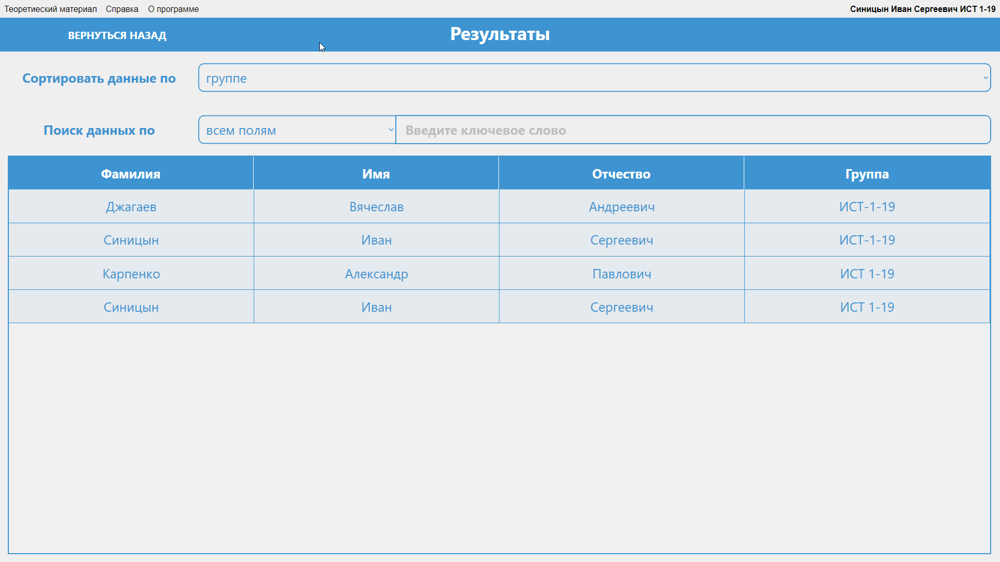 Теоретиеский материал Справка О программе Синицын Иван Сергеевич ИСТ 1-19
ВЕРНУТЬСЯ НАЗАД Результаты
Сортировать данные по группе
Поиск данных по всем полям Введите ключевое слово
Фамилия Имя Отчество Группа
Джагаев Вячеслав Андреевич ИСТ-1-19
Синицын Иван Сергеевич ИСТ-1-19
Карпенко Александр Павлович ИСТ 1-19
Синицын Иван Сергеевич ИСТ 1-19